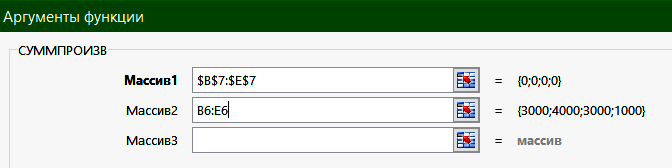 Аргументы функции
СУММПРОИЗВ
Массив1 $B$7:$E$7 = {0;0;0;0}
Массив2 B6:E6 = {3000;4000;3000;1000}
Массив3 = массив